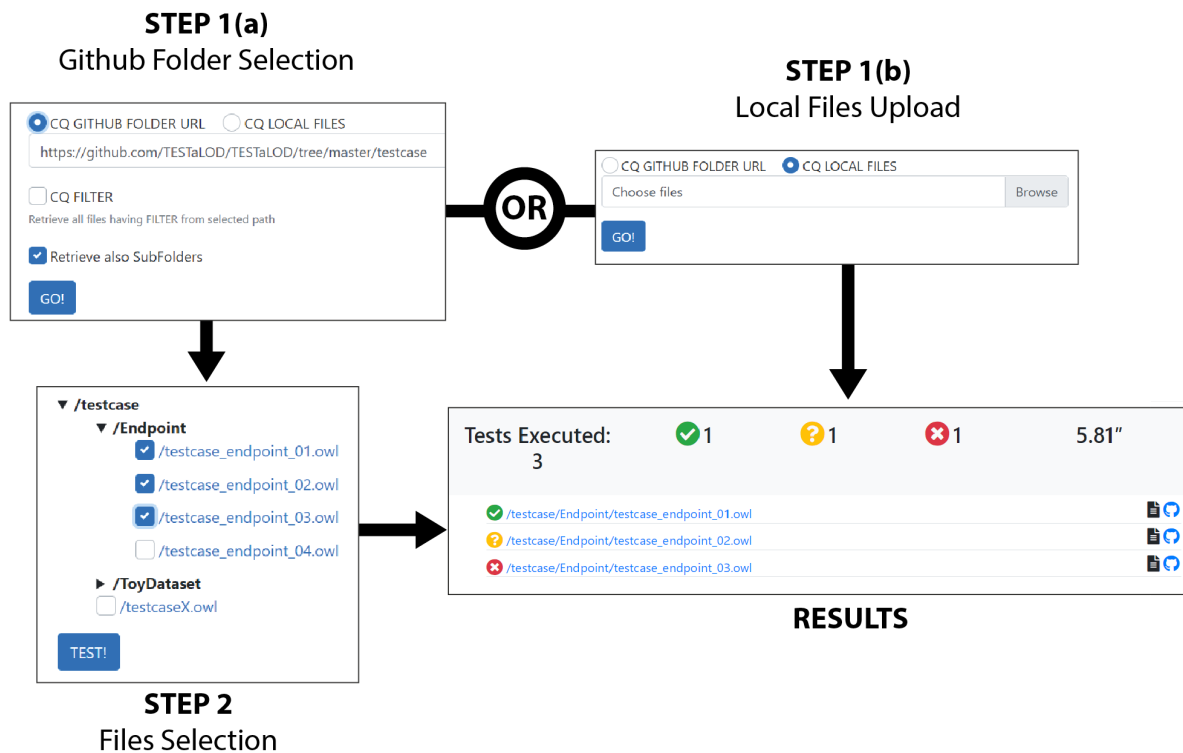 STEP 1(a)
Github Folder Selection
CQ GITHUB FOLDER URL CQ LOCAL FILES
https://github.com/TESTaLOD/TESTaLOD/tree/master/testcase
CQ FILTER
Retrieve all files having FILTER from selected path
Retrieve also SubFolders
GO!
OR
STEP 1(b)
Local Files Upload
CQ GITHUB FOLDER URL CQ LOCAL FILES
Choose files Browse
GO!
/testcase
/Endpoint
/testcase_endpoint_01.owl
/testcase_endpoint_02.owl
/testcase_endpoint_03.owl
/testcase_endpoint_04.owl
/ToyDataset
/testcaseX.owl
TEST!
STEP 2
Files Selection
Tests Executed: 1 1 1 5.81”
3
/testcase/Endpoint/testcase_endpoint_01.owl
/testcase/Endpoint/testcase_endpoint_02.owl
/testcase/Endpoint/testcase_endpoint_03.owl
RESULTS